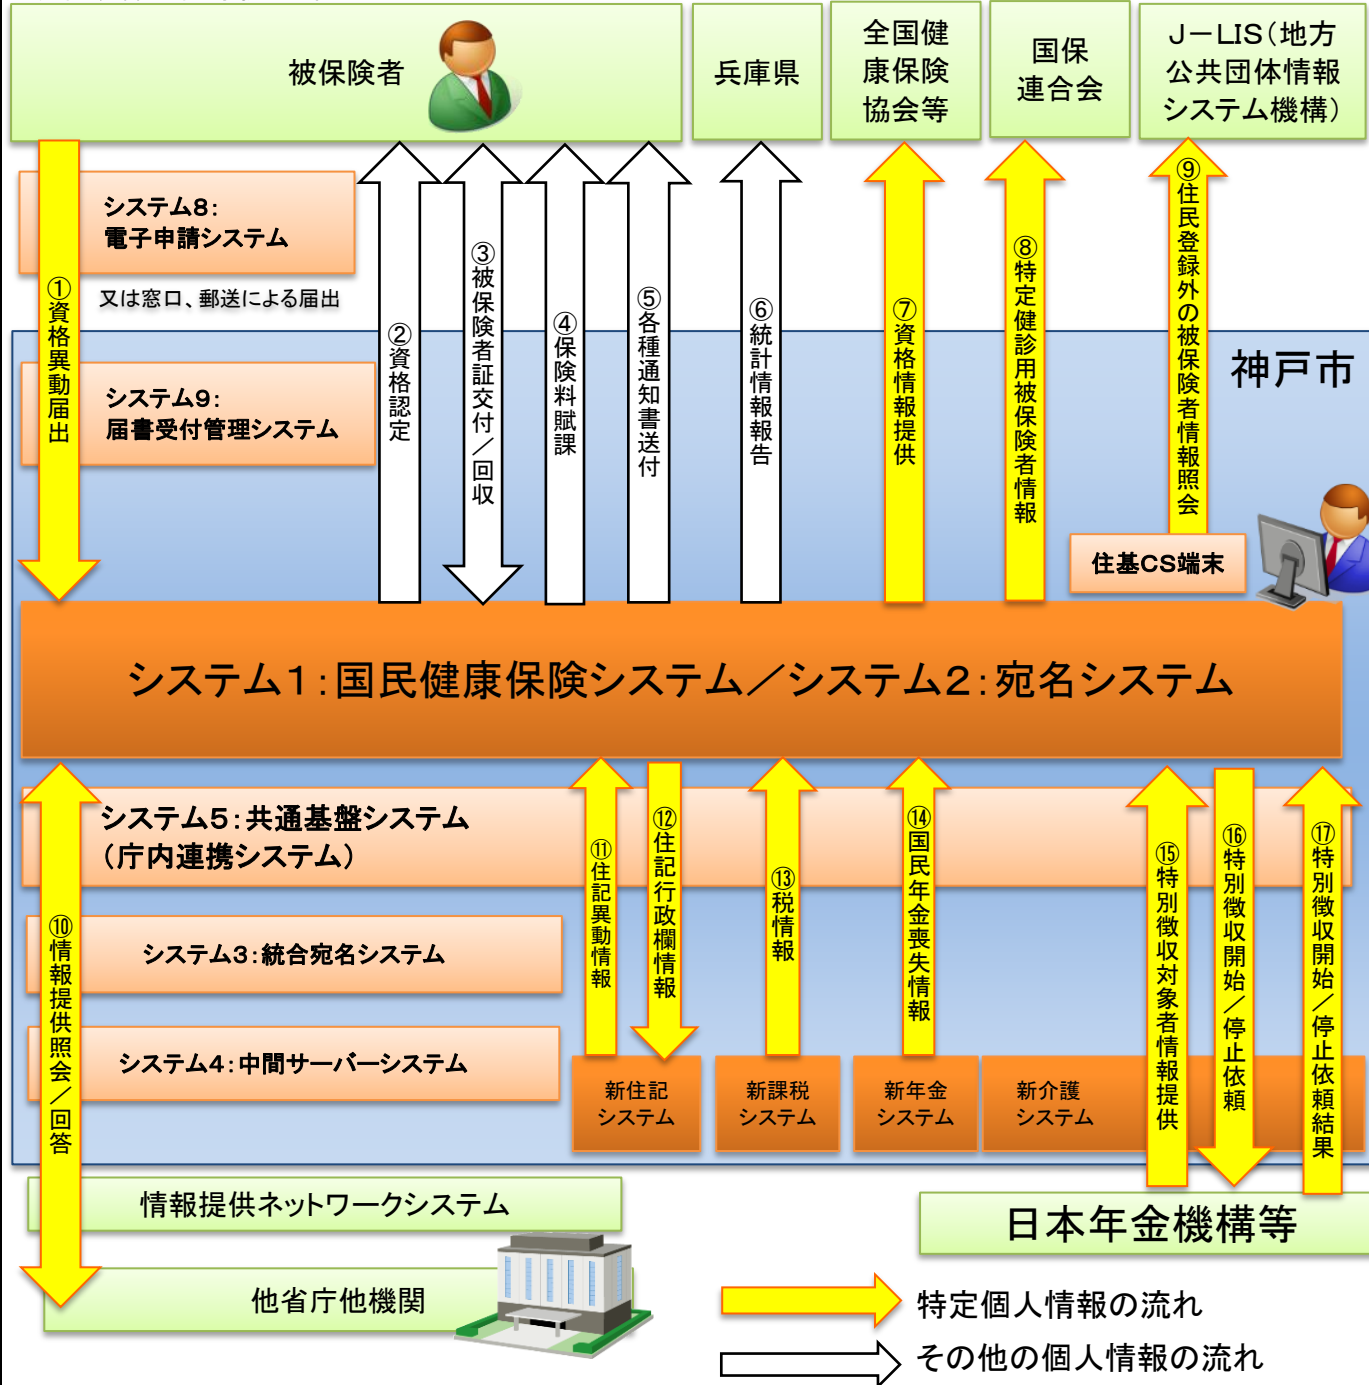 被保険者
兵庫県
全国健
康保険
協会等
国保
連合会
J－LIS（地方
公共団体情報
システム機構）
システム８：
電子申請システム
又は窓口、郵送による届出
システム９：
届書受付管理システム
①資格異動届出
②資格認定
③被保険者証交付／回収
④保険料賦課
⑤各種通知書送付
⑥統計情報報告
⑦資格情報提供
⑧特定健診用被保険者情報
⑨住民登録外の被保険者情報照会
神戸市
住基CS端末
システム１：国民健康保険システム／システム２：宛名システム
システム５：共通基盤システム
（庁内連携システム）
システム３：統合宛名システム
システム４：中間サーバーシステム
⑩情報提供照会／回答
⑪住記異動情報
⑫住記行政欄情報
⑬税情報
⑭国民年金喪失情報
⑮特別徴収対象者情報提供
⑯特別徴収開始／停止依頼
⑰特別徴収開始／停止依頼結果
新住記
システム
新課税
システム
新年金
システム
新介護
システム
情報提供ネットワークシステム
他省庁他機関
日本年金機構等
特定個人情報の流れ
その他の個人情報の流れ